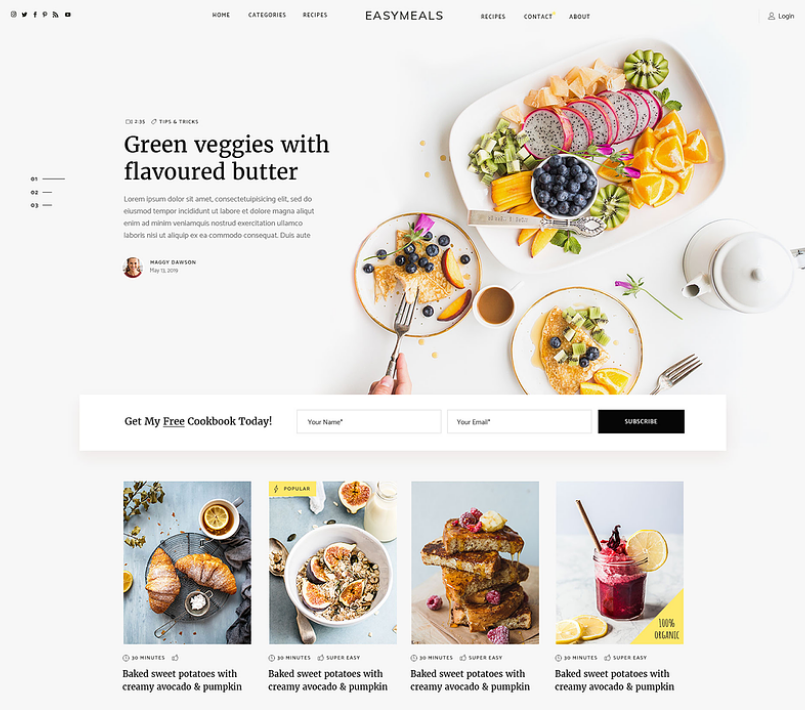 HOME CATEGORIES RECIPES EASYMEALS RECIPES CONTACT ABOUT Login
2:35 TIPS & TRICKS
Green veggies with
flavoured butter
01
02
03
Lorem ipsum dolor sit amet, consectetuipisicing elit, sed do
eiusmod tempor incididunt ut labore et dolore magna aliqut
enim ad minim veniamquis nostrud exercitation ullamco
laboris nisi ut aliquip ex ea commodo consequat. Duis aute
MAGGY DAWSON
May 13, 2019
Get My Free Cookbook Today! Your Name* Your Email* SUBSCRIBE
POPULAR
100%
ORGANIC
30 MINUTES
Baked sweet potatoes with
creamy avocado & pumpkin
30 MINUTES SUPER EASY
Baked sweet potatoes with
creamy avocado & pumpkin
30 MINUTES SUPER EASY
Baked sweet potatoes with
creamy avocado & pumpkin
30 MINUTES SUPER EASY
Baked sweet potatoes with
creamy avocado & pumpkin